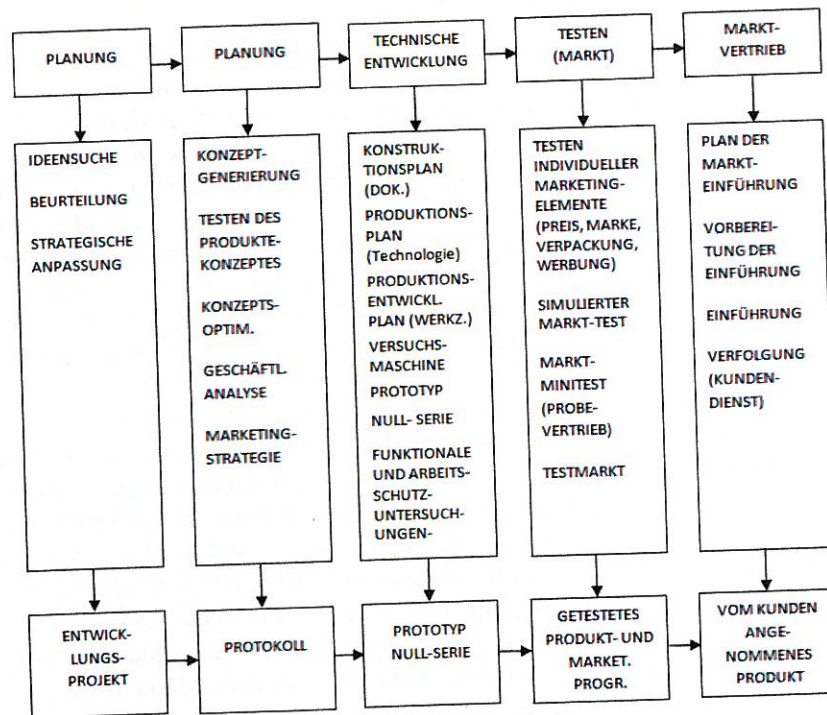 PLANUNG
PLANUNG
TECHNISCHE
ENTWICKLUNG
TESTEN
(MARKT)
MARKT-
VERTRIEB
IDEENSUCHE
BEURTEILUNG
STRATEGISCHE
ANPASSUNG
KONZEPT-
GENERIERUNG
TESTEN DES
PRODUKTE-
KONZEPTES
KONZEPTS-
OPTIM.
GESCHÄFTL.
ANALYSE
MARKETING-
STRATEGIE
KONSTRUK-
TIONSPLAN
(DOK.)
PRODUKTIONS-
PLAN
(Technologie)
PRODUKTIONS-
ENTWICKL.
PLAN (WERKZ.)
VERSUCHS-
MASCHINE
PROTOTYP
NULL- SERIE
FUNKTIONALE
UND ARBEITS-
SCHUTZ-
UNTERSUCH-
UNGEN-
TESTEN
INDIVIDUELLER
MARKETING-
ELEMENTE
(PREIS, MARKE,
VERPACKUNG,
WERBUNG)
SIMULIERTER
MARKT-TEST
MARKT-
MINITEST
(PROBE-
VERTRIEB)
TESTMARKT
PLAN DER
MARKT-
EINFÜHRUNG
VORBEREI-
TUNG DER
EINFÜHRUNG
EINFÜHRUNG
VERFOLGUNG
(KUNDEN-
DIENST)
ENTWICK-
LUNGS-
PROJEKT
PROTOKOLL
PROTOTYP
NULL-SERIE
GETESTETES
PRODUKT- UND
MARKET.
PROGR.
VOM KUNDEN
ANGE-
NOMMENES
PRODUKT